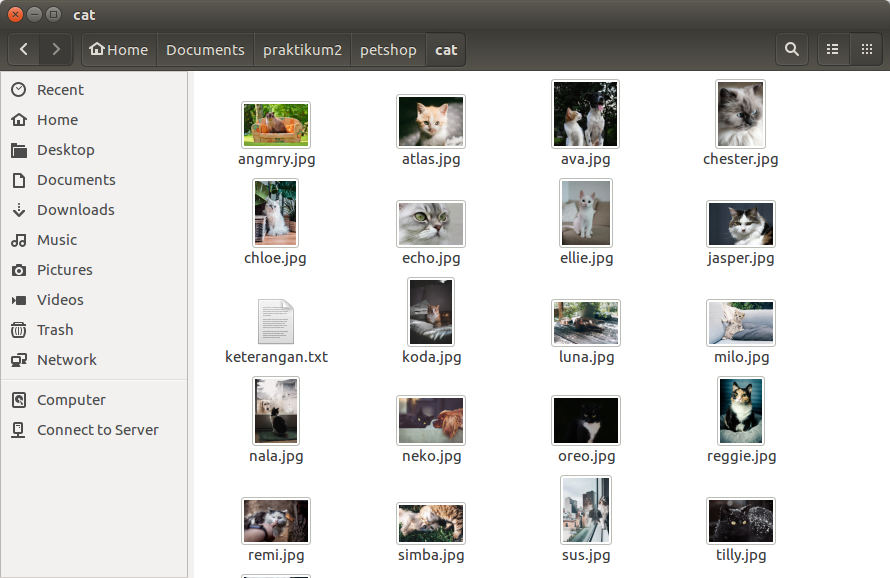 cat
Home Documents praktikum2 petshop cat
Recent
Home
Desktop
Documents
Downloads
Music
Pictures
Videos
Trash
Network
Computer
Connect to Server
angmry.jpg atlas.jpg ava.jpg chester.jpg
chloe.jpg echo.jpg ellie.jpg jasper.jpg
keterangan.txt koda.jpg luna.jpg milo.jpg
nala.jpg neko.jpg oreo.jpg reggie.jpg
remi.jpg simba.jpg sus.jpg tilly.jpg